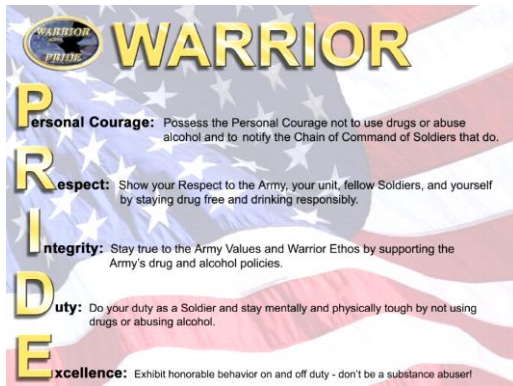 WARRIOR
PRIDE
WARRIOR
Personal Courage: Possess the Personal Courage not to use drugs or abuse
alcohol and to notify the Chain of Command of Soldiers that do.
Respect: Show your Respect to the Army, your unit, fellow Soldiers, and yourself
by staying drug free and drinking responsibly.
Integrity: Stay true to the Army Values and Warrior Ethos by supporting the
Army's drug and alcohol policies.
Duty: Do your duty as a Soldier and stay mentally and physically tough by not using
drugs or abusing alcohol.
Excellence: Exhibit honorable behavior on and off duty - don't be a substance abuser!